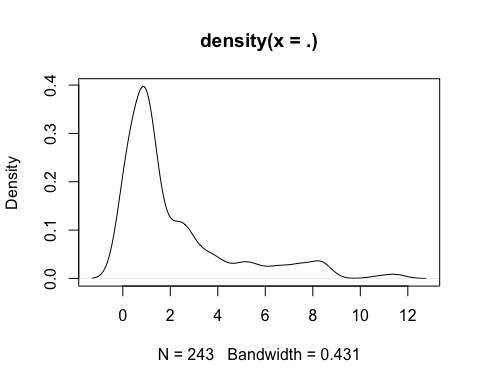 density(x = .)
Density
0.4
0.3
0.2
0.1
0.0
0 2 4 6 8 10 12
N = 243 Bandwidth = 0.431